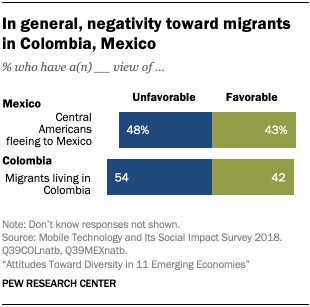 In general, negativity toward migrants
in Colombia, Mexico
% who have a(n) __ view of ...
Unfavorable Favorable
Mexico
Central
Americans
fleeing to Mexico
48% 43%
Colombia
Migrants living in
Colombia
54 42
Note: Don’t know responses not shown.
Source: Mobile Technology and Its Social Impact Survey 2018.
Q39COLnatb, Q39MEXnatb.
“Attitudes Toward Diversity in 11 Emerging Economies”
PEW RESEARCH CENTER